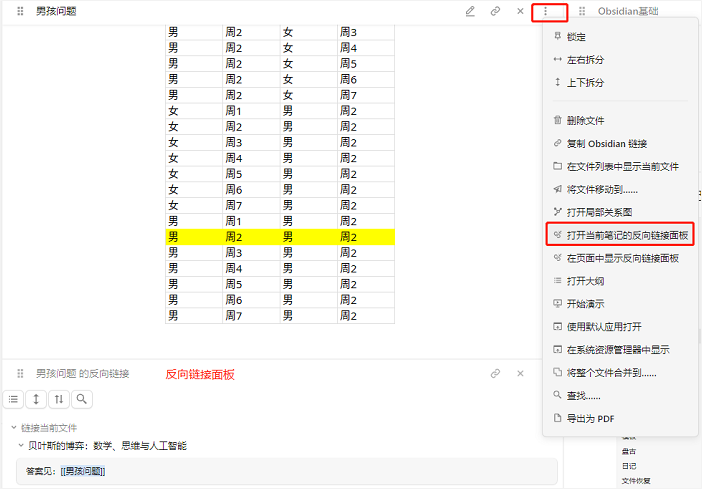 男孩问题
Obsidian基础
男 周2 女 周3
男 周2 女 周4
男 周2 女 周5
男 周2 女 周6
男 周2 女 周7
女 周1 男 周2
女 周2 男 周2
女 周3 男 周2
女 周4 男 周2
女 周5 男 周2
女 周6 男 周2
女 周7 男 周2
男 周1 男 周2
男 周2 男 周2
男 周3 男 周2
男 周4 男 周2
男 周5 男 周2
男 周6 男 周2
男 周7 男 周2
锁定
左右拆分
上下拆分
删除文件
复制 Obsidian 链接
在文件列表中显示当前文件
将文件移动到......
打开局部关系图
打开当前笔记的反向链接面板
在页面中显示反向链接面板
打开大纲
开始演示
使用默认应用打开
在系统资源管理器中显示
将整个文件合并到......
查找......
导出为 PDF
男孩问题 的反向链接
反向链接面板
链接当前文件
贝叶斯的博弈：数学、思维与人工智能
答案见：[[男孩问题]]
盘古
日记
文件恢复